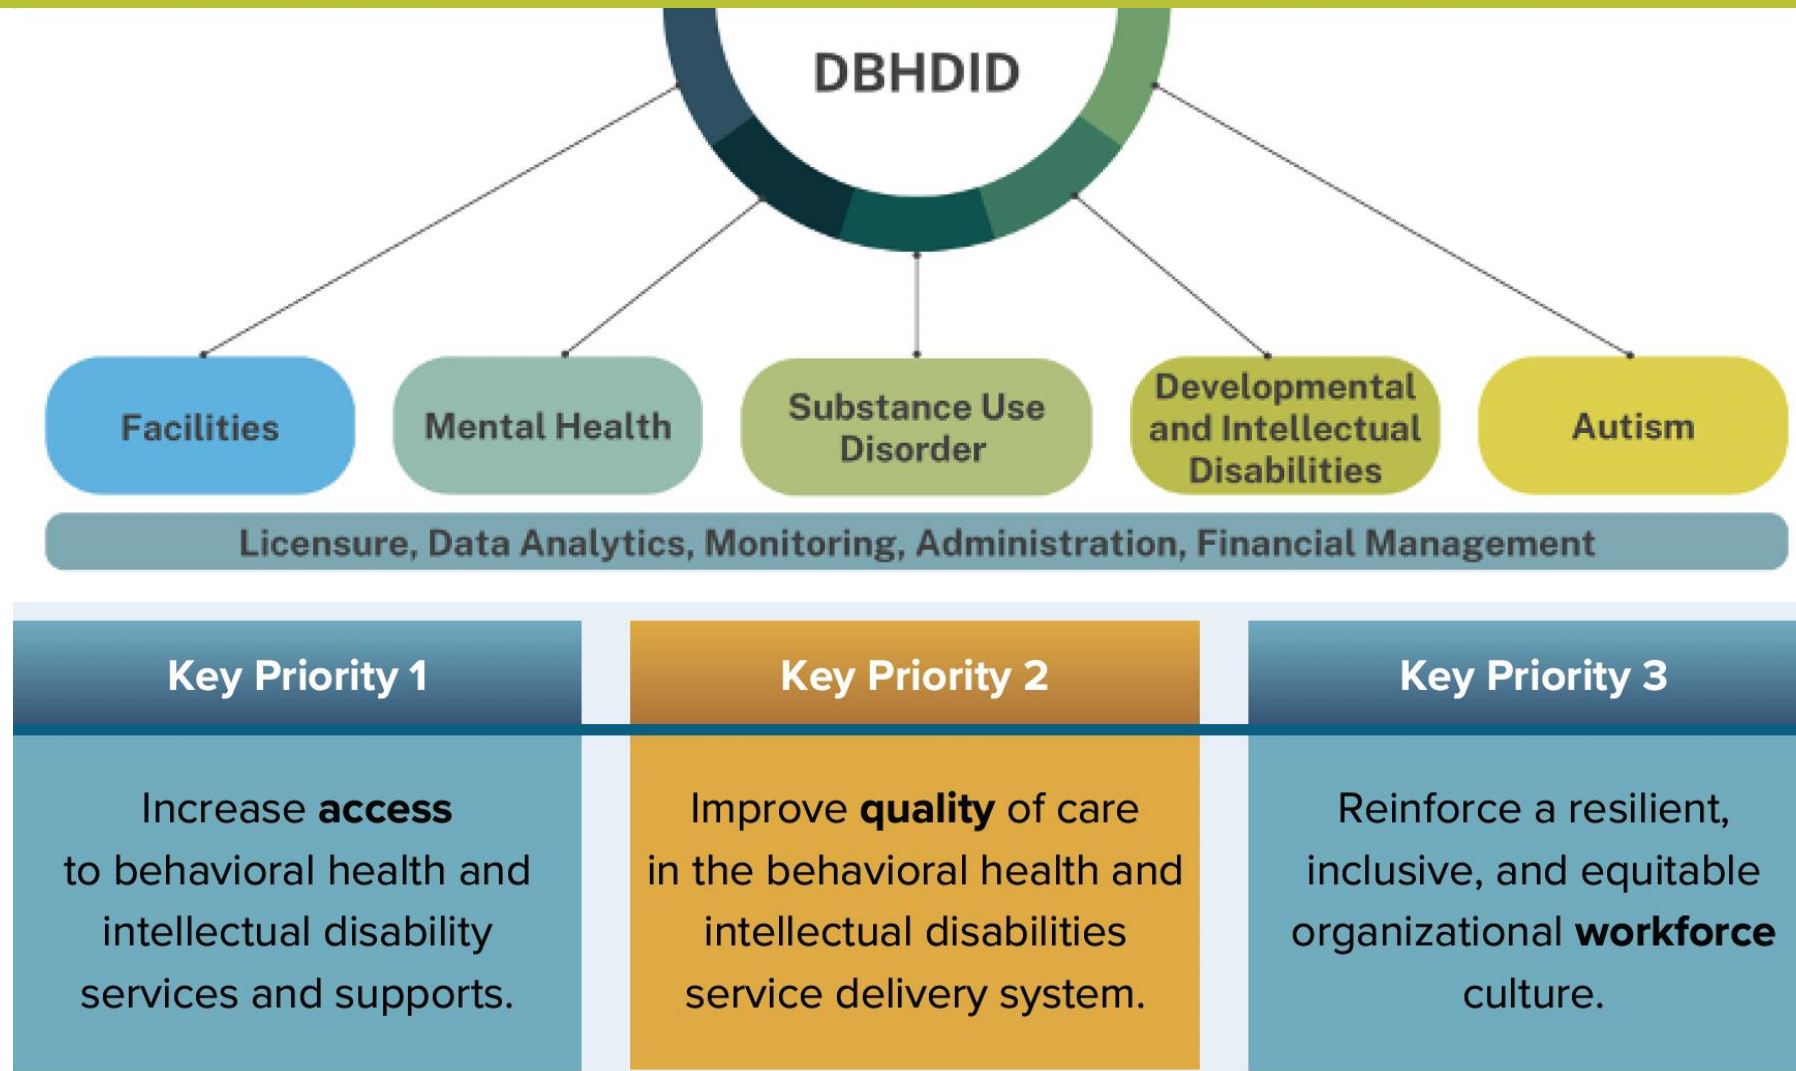 DBHDID
Facilities
Mental Health
Substance Use
Disorder
Developmental
and Intellectual
Disabilities
Autism
Licensure, Data Analytics, Monitoring, Administration, Financial Management
Key Priority 1
Increase access
to behavioral health and
intellectual disability
services and supports.
Key Priority 2
Improve quality of care
in the behavioral health and
intellectual disabilities
service delivery system.
Key Priority 3
Reinforce a resilient,
inclusive, and equitable
organizational workforce
culture.